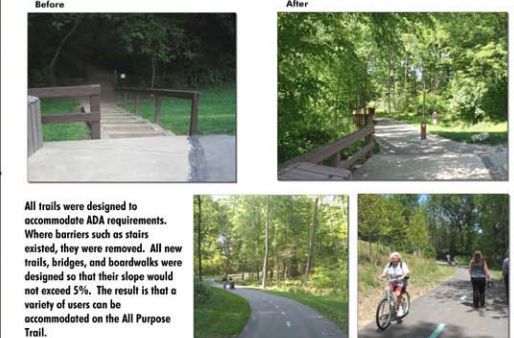 Before
After
All trails were designed to
accommodate ADA requirements.
Where barriers such as stairs
existed, they were removed. All new
trails, bridges, and boardwalks were
designed so that their slope would
not exceed 5%. The result is that a
variety of users can be
accommodated on the All Purpose
Trail.